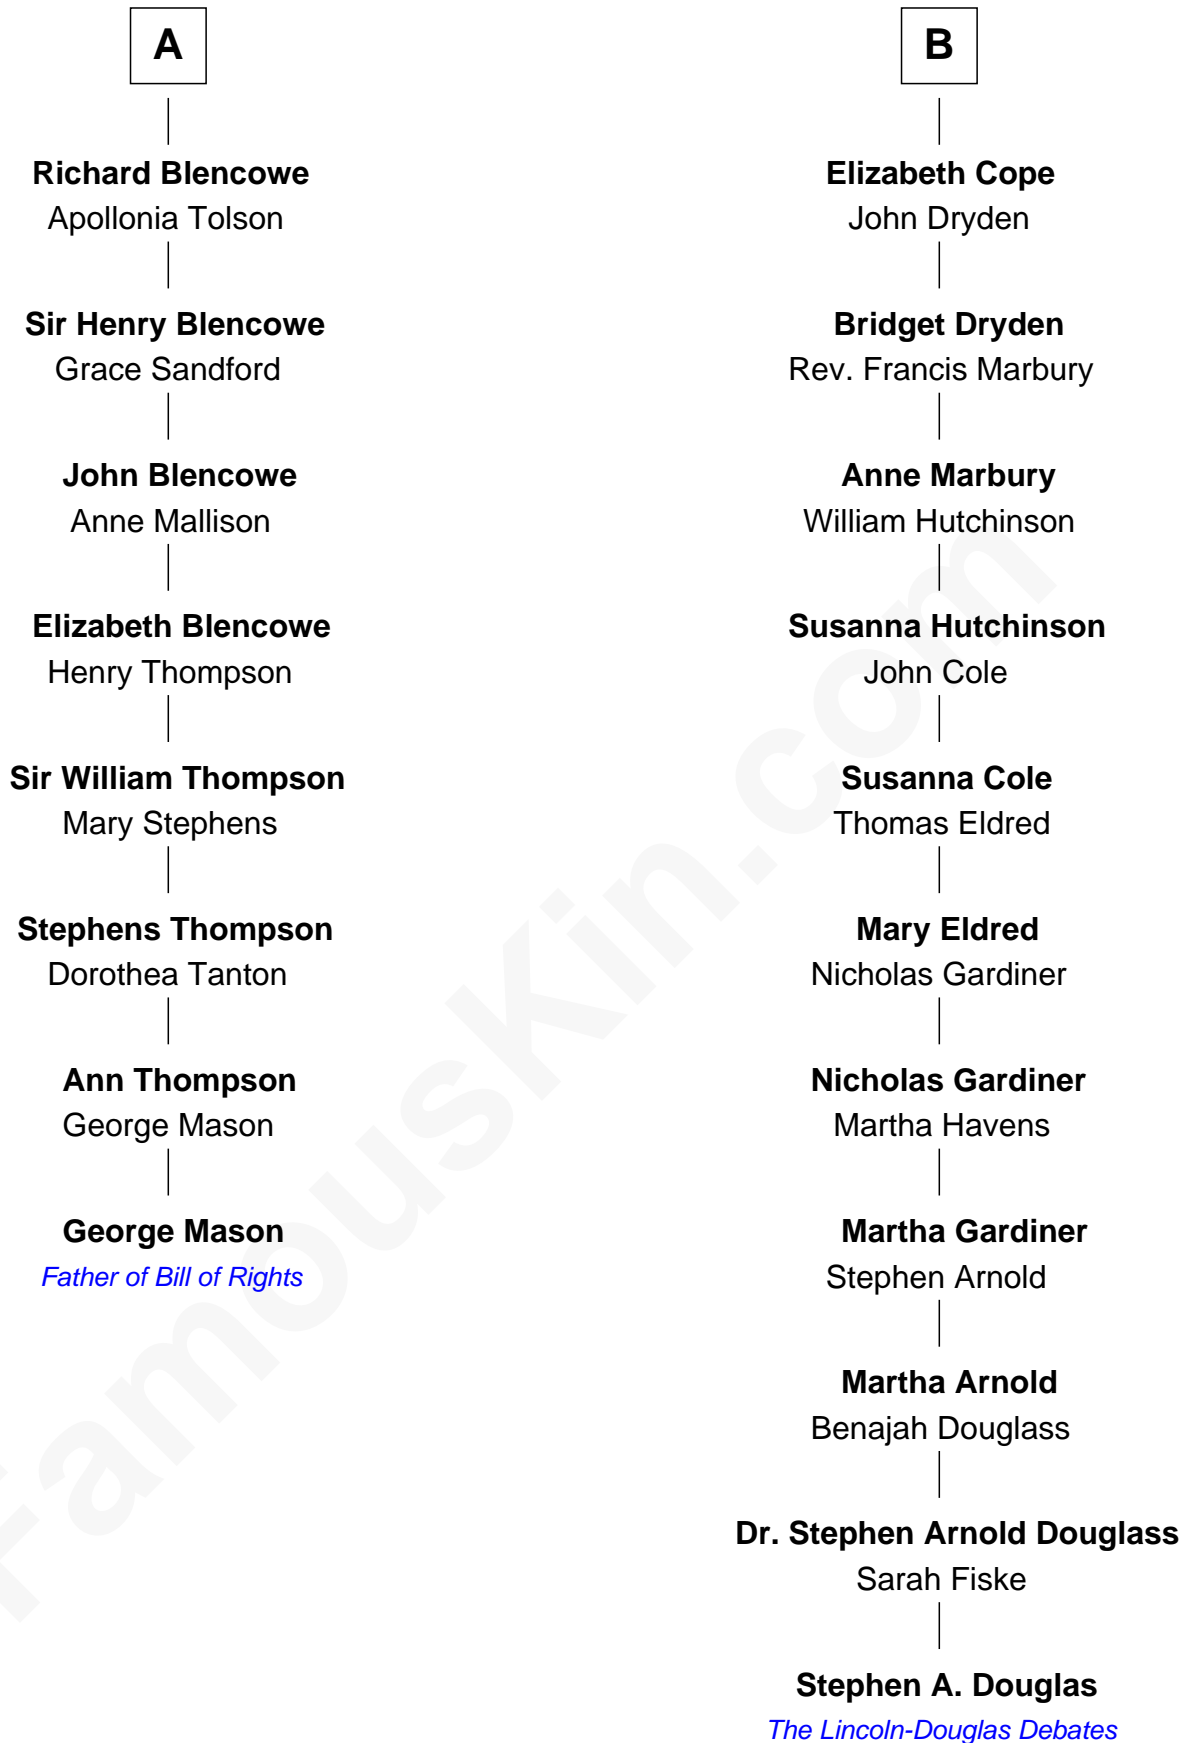 A
Richard Blencowe
Apollonia Tolson
Sir Henry Blencowe
Grace Sandford
John Blencowe
Anne Mallison
Elizabeth Blencowe
Henry Thompson
Sir William Thompson
Mary Stephens
Stephens Thompson
Dorothea Tanton
Ann Thompson
George Mason
George Mason
Father of Bill of Rights
B
Elizabeth Cope
John Dryden
Bridget Dryden
Rev. Francis Marbury
Anne Marbury
William Hutchinson
Susanna Hutchinson
John Cole
Susanna Cole
Thomas Eldred
Mary Eldred
Nicholas Gardiner
Nicholas Gardiner
Martha Havens
Martha Gardiner
Stephen Arnold
Martha Arnold
Benajah Douglass
Dr. Stephen Arnold Douglass
Sarah Fiske
Stephen A. Douglas
The Lincoln-Douglas Debates
FamousKin.com